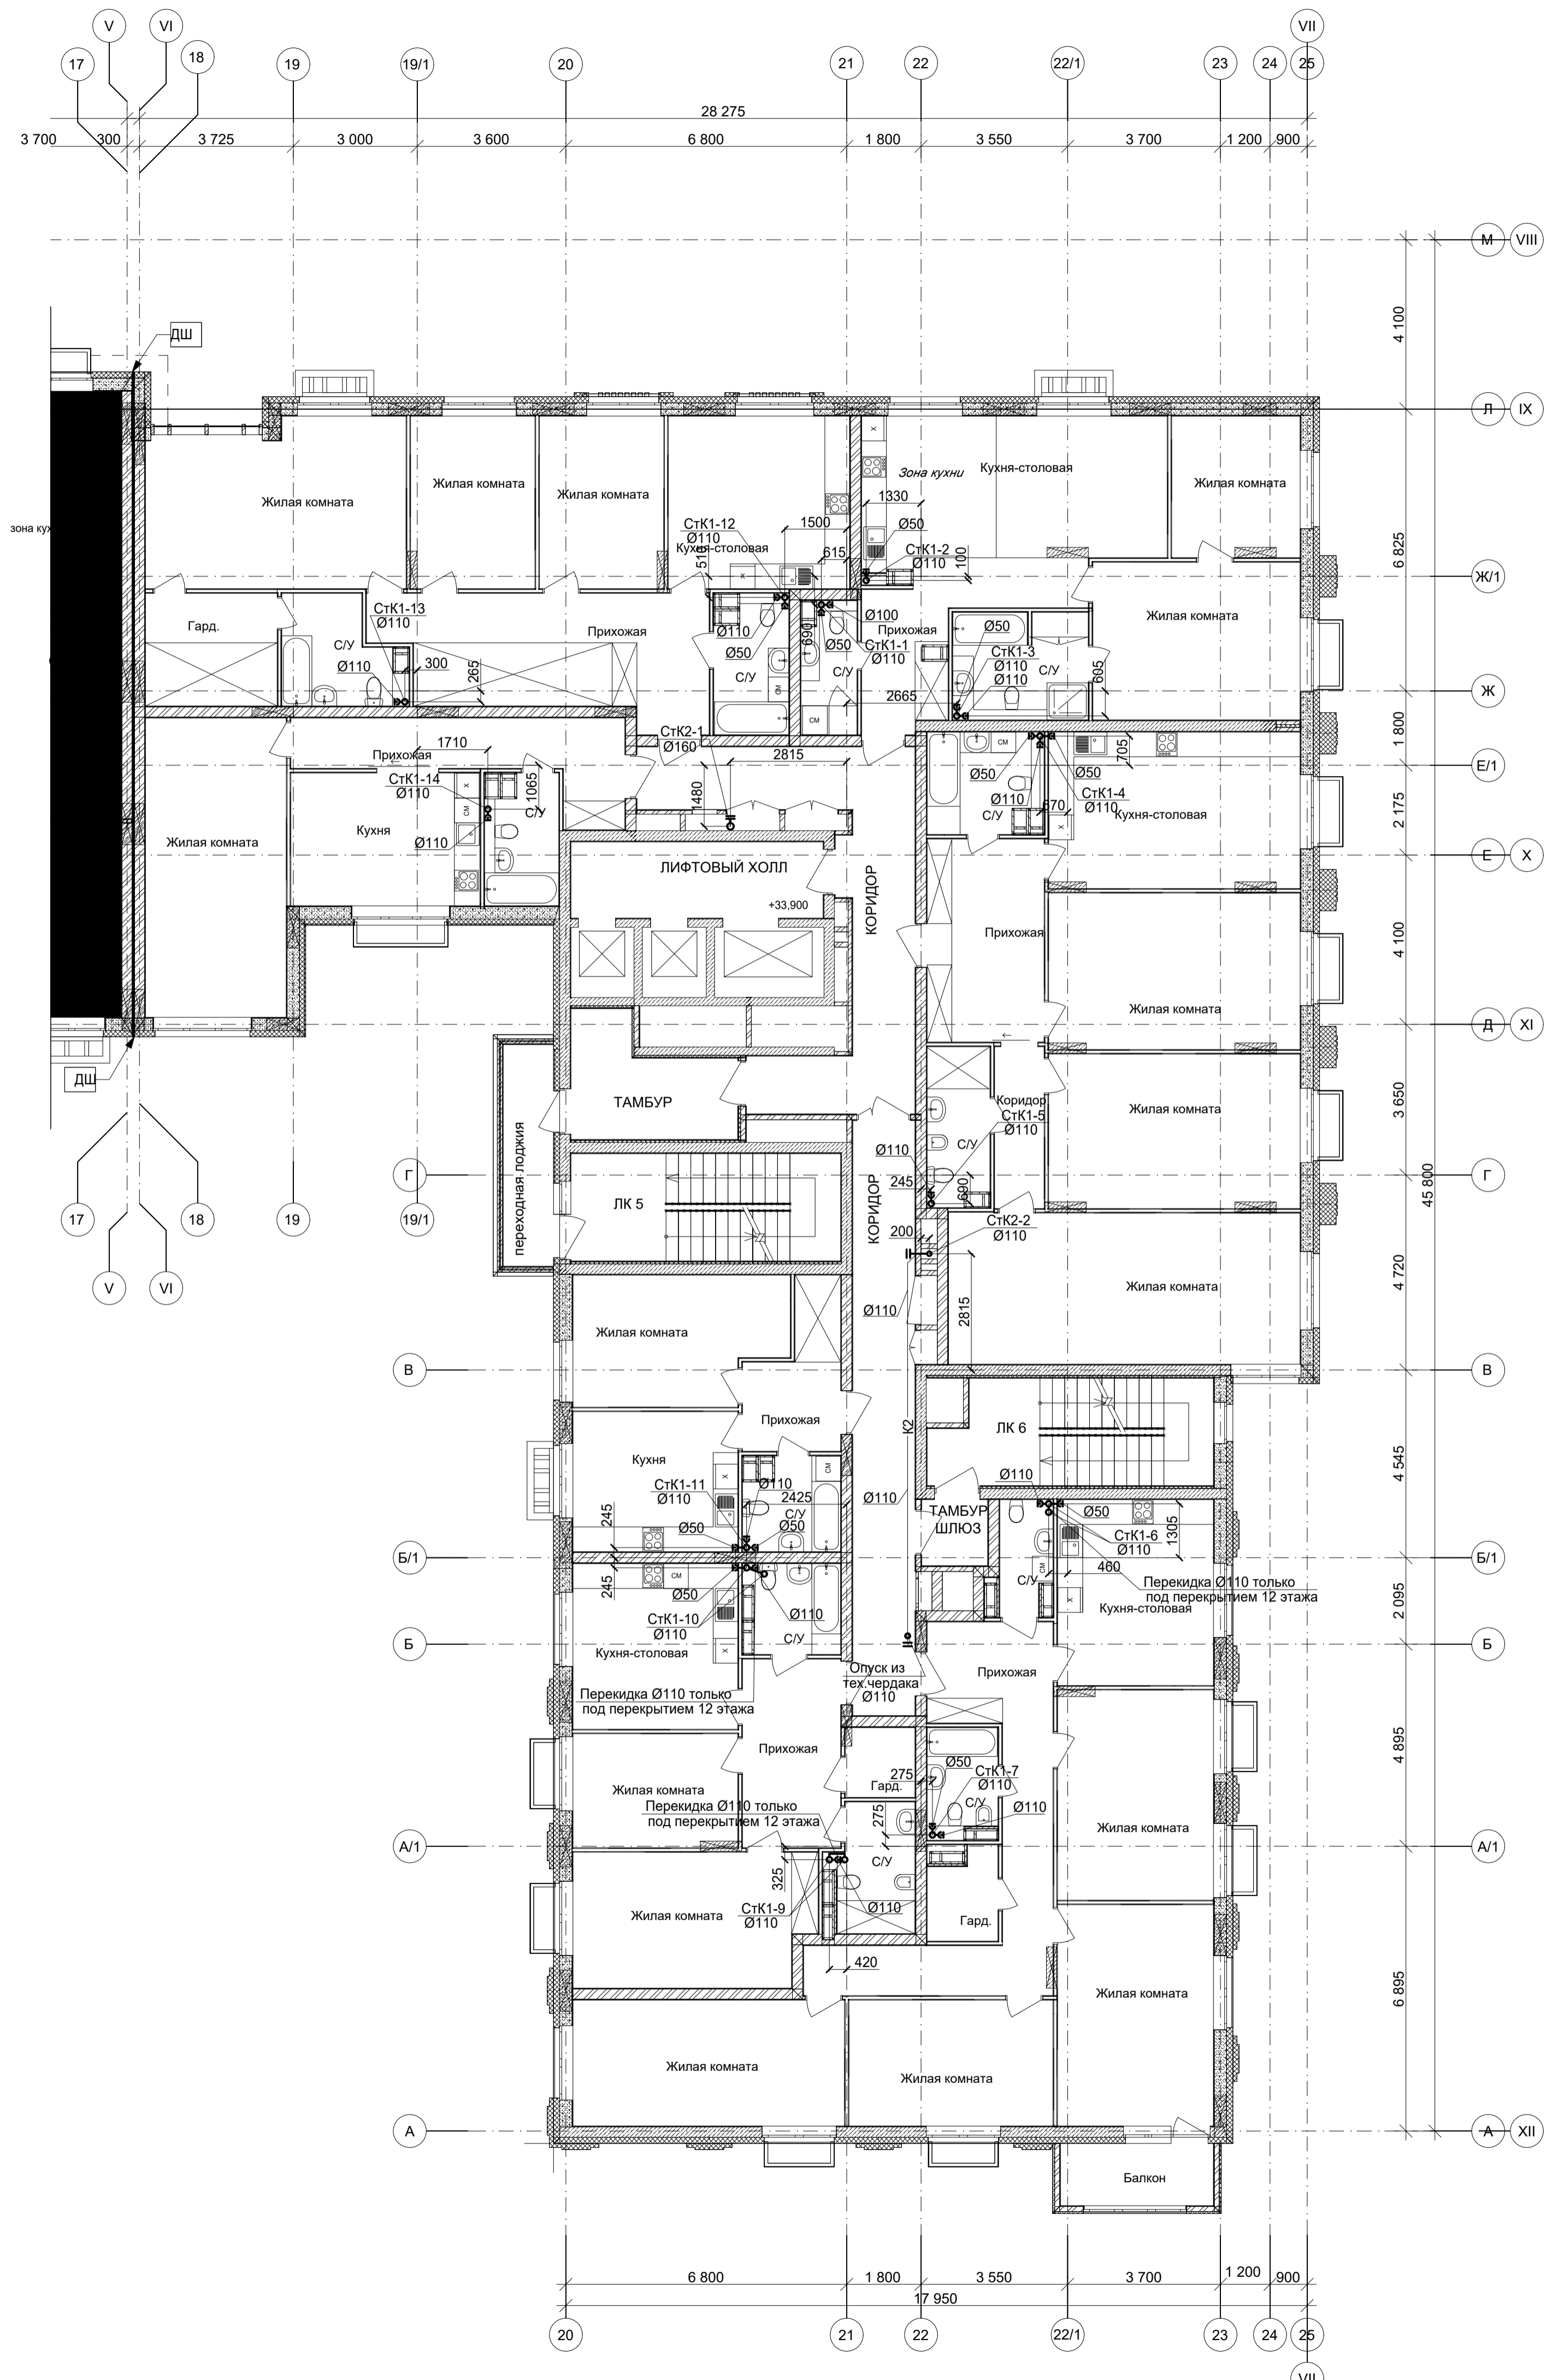 V
VI
VII
17
18
19
19/1
20
21
22
22/1
23
24
25
28 275
3 700
300
3 725
3 000
3 600
6 800
1 800
3 550
3 700
1 200
900
М
VIII
4 100
ДШ
Л
IX
зона кух
Жилая комната
Жилая комната
Жилая комната
Кухня-столовая
СтК1-12
Ø110
1500
615
510
X
X
Зона кухни
Кухня-столовая
Жилая комната
1330
Ø50
СтК1-2
Ø110
100
6 825
Ж/1
Гард.
С/У
СтК1-13
Ø110
Ø110
300
265
Прихожая
Ø110
Ø50
С/У
СМ
690
Ø100
СтК1-1
Ø110
С/У
СМ
Прихожая
2665
Ø50
СтК1-3
Ø110
Ø110
С/У
605
Жилая комната
Ж
1 800
Прихожая
1710
СтК1-14
Ø110
1065
С/У
Ø110
X
СМ
Кухня
Жилая комната
СтК2-1
Ø160
2815
1480
СМ
Ø50
Ø110
С/У
670
X
Ø50
СтК1-4
Ø110
705
Кухня-столовая
Е/1
2 175
ЛИФТОВЫЙ ХОЛЛ
+33,900
КОРИДОР
Е
X
Прихожая
Жилая комната
4 100
Д
XI
ДШ
ТАМБУР
переходная лоджия
Коридор
СтК1-5
Ø110
С/У
Ø110
245
690
Жилая комната
3 650
45 800
Г
Г
17
18
19
19/1
V
VI
ЛК 5
КОРИДОР
200
СтК2-2
Ø110
Ø110
2815
Жилая комната
4 720
Жилая комната
В
В
Прихожая
К2
ЛК 6
4 545
Кухня
X
СтК1-11
Ø110
Ø110
2425
СМ
С/У
Ø50
Ø50
245
Ø110
ТАМБУР
ШЛЮЗ
Ø110
Ø50
СтК1-6
Ø110
1305
460
СМ
С/У
X
Перекидка Ø110 только
под перекрытием 12 этажа
Кухня-столовая
Б/1
Б/1
2 095
245
СМ
Ø50
СтК1-10
Ø110
Ø110
С/У
X
Кухня-столовая
Б
Б
Опуск из
тех.чердака
Ø110
Прихожая
Перекидка Ø110 только
под перекрытием 12 этажа
Прихожая
4 895
275
Ø50
СтК1-7
Ø110
Ø110
С/У
Гард.
275
Жилая комната
Перекидка Ø110 только
под перекрытием 12 этажа
Жилая комната
А/1
А/1
325
С/У
СтК1-9
Ø110
Ø110
Жилая комната
Гард.
420
6 895
Жилая комната
Жилая комната
Жилая комната
А
А
XII
Балкон
6 800
1 800
3 550
3 700
1 200
900
17 950
20
21
22
22/1
23
24
25
VII